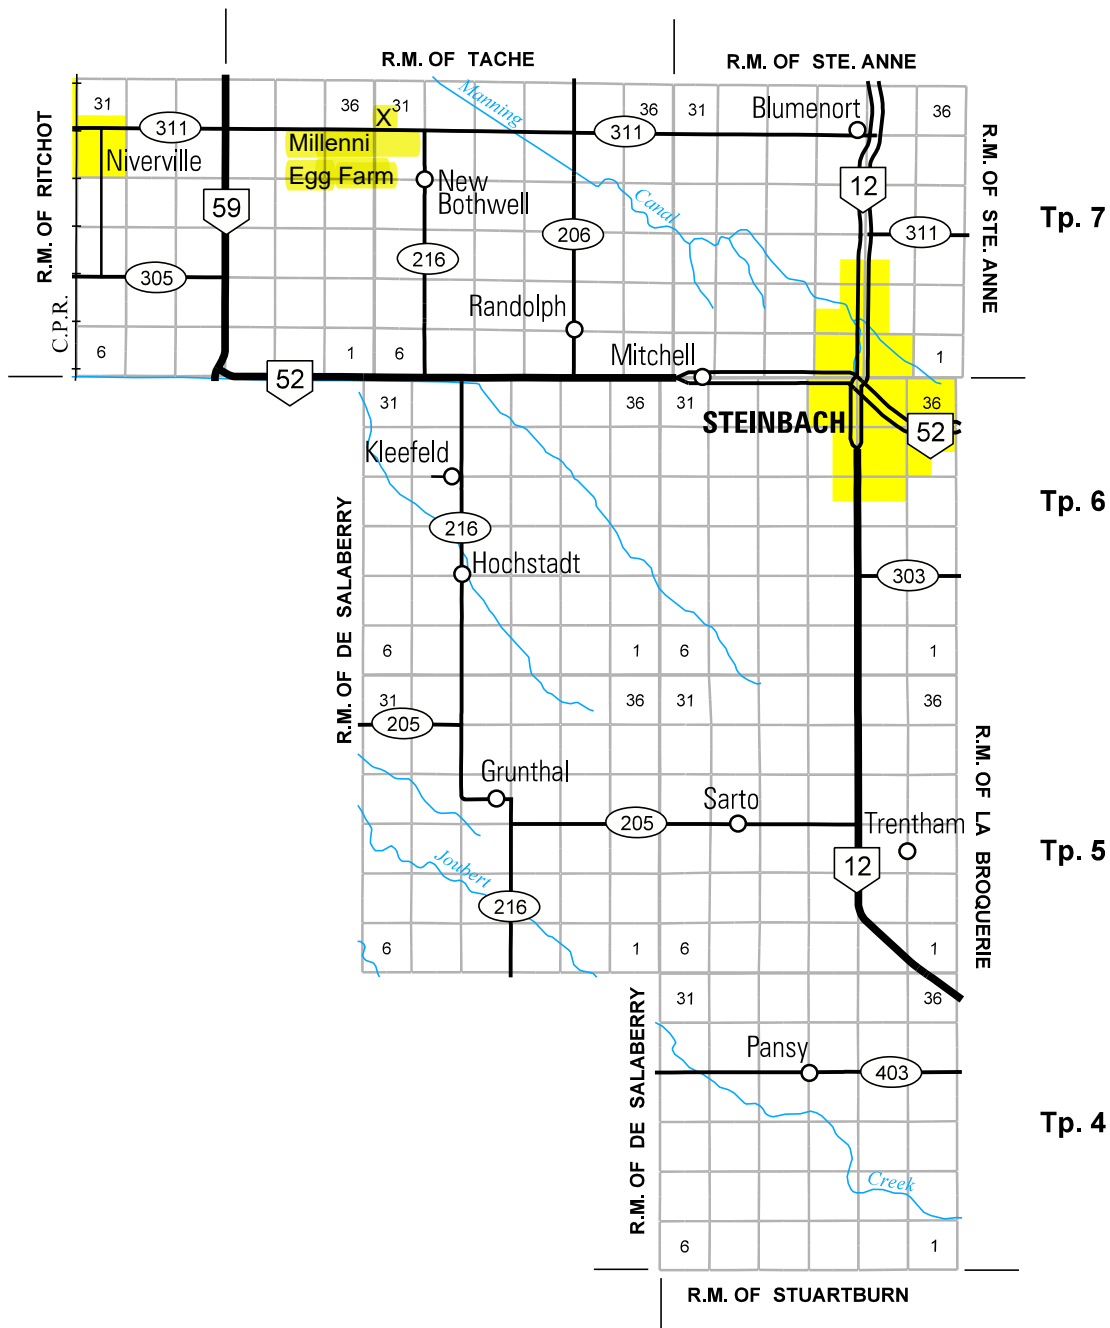 R.M. OF TACHE
R.M. OF STE. ANNE
R.M. OF RITCHOT
R.M. OF STE. ANNE
31
36
31
36
31
36
X
Manning
Blumenort
311
311
Millenni
Niverville
Egg Farm
New
Bothwell
12
59
Canal
Tp. 7
206
311
216
305
Randolph
C.P.R.
6
1
6
Mitchell
1
52
31
36
31
36
STEINBACH
52
Kleefeld
Tp. 6
216
Hochstadt
303
R.M. OF DE SALABERRY
6
1
6
1
31
36
31
36
205
Grunthal
Sarto
205
Trentham
R.M. OF LA BROQUERIE
Tp. 5
Joubert
12
216
6
1
6
1
31
36
R.M. OF DE SALABERRY
Pansy
403
Tp. 4
Creek
6
1
R.M. OF STUARTBURN